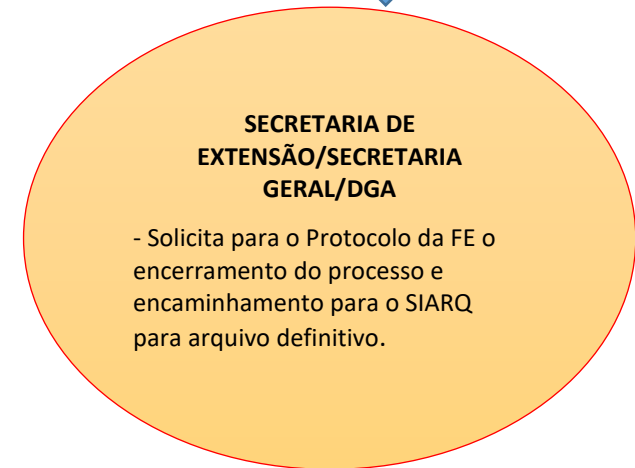 SECRETARIA DE
EXTENSÃO/SECRETARIA
GERAL/DGA
- Solicita para o Protocolo da FE o
encerramento do processo e
encaminhamento para o SIARQ
para arquivo definitivo.